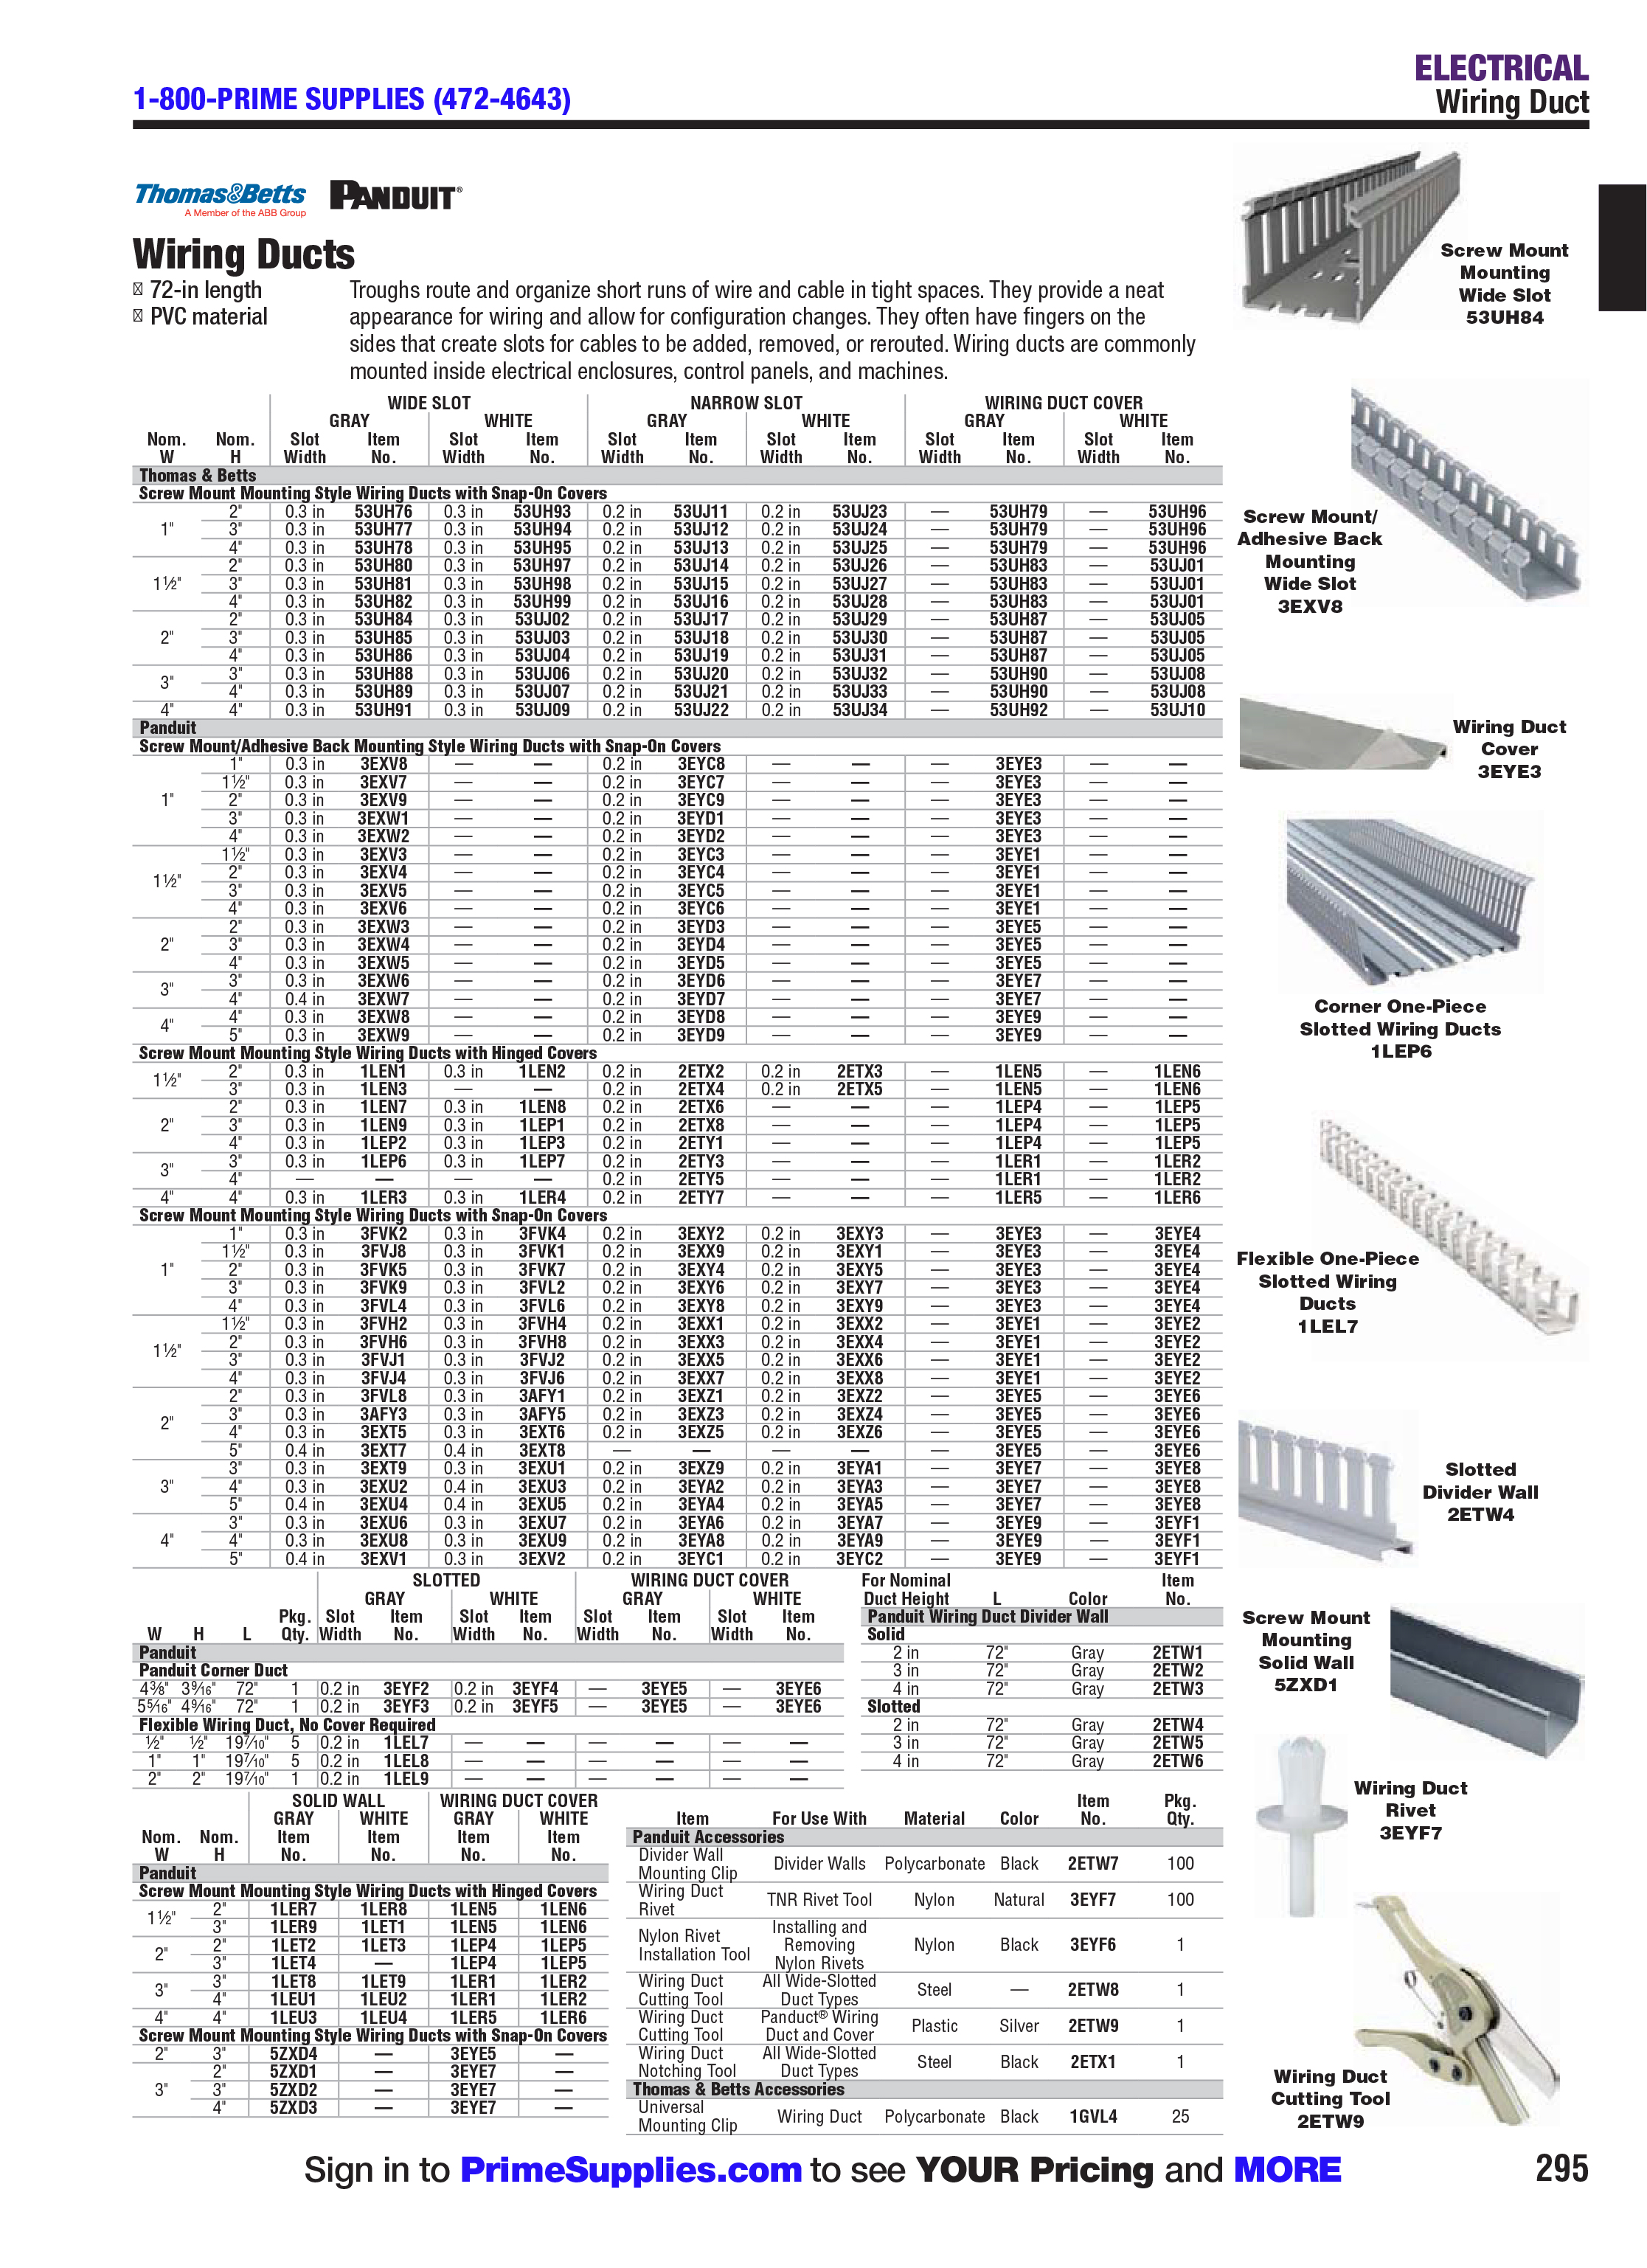 ELECTRICAL
1-800-PRIME SUPPLIES (472-4643)
Wiring Duct
Thomas&Betts
A Member of the ABB Group
PANDUIT®
Wiring Ducts
72-in length
PVC material
Troughs route and organize short runs of wire and cable in tight spaces. They provide a neat
appearance for wiring and allow for configuration changes. They often have fingers on the
sides that create slots for cables to be added, removed, or rerouted. Wiring ducts are commonly
mounted inside electrical enclosures, control panels, and machines.
WIDE SLOT NARROW SLOT WIRING DUCT COVER
GRAY WHITE GRAY WHITE GRAY WHITE
Nom. Nom. Slot Item Slot Item Slot Item Slot Item Slot Item Slot Item
W H Width No. Width No. Width No. Width No. Width No. Width No.
Thomas & Betts
Screw Mount Mounting Style Wiring Ducts with Snap-On Covers
1" 2" 0.3 in 53UH76 0.3 in 53UH93 0.2 in 53UJ11 0.2 in 53UJ23 — 53UH79 — 53UH96
3" 0.3 in 53UH77 0.3 in 53UH94 0.2 in 53UJ12 0.2 in 53UJ24 — 53UH79 — 53UH96
4" 0.3 in 53UH78 0.3 in 53UH95 0.2 in 53UJ13 0.2 in 53UJ25 — 53UH79 — 53UH96
1½" 2" 0.3 in 53UH80 0.3 in 53UH97 0.2 in 53UJ14 0.2 in 53UJ26 — 53UH83 — 53UJ01
3" 0.3 in 53UH81 0.3 in 53UH98 0.2 in 53UJ15 0.2 in 53UJ27 — 53UH83 — 53UJ01
4" 0.3 in 53UH82 0.3 in 53UH99 0.2 in 53UJ16 0.2 in 53UJ28 — 53UH83 — 53UJ01
2" 2" 0.3 in 53UH84 0.3 in 53UJ02 0.2 in 53UJ17 0.2 in 53UJ29 — 53UH87 — 53UJ05
3" 0.3 in 53UH85 0.3 in 53UJ03 0.2 in 53UJ18 0.2 in 53UJ30 — 53UH87 — 53UJ05
4" 0.3 in 53UH86 0.3 in 53UJ04 0.2 in 53UJ19 0.2 in 53UJ31 — 53UH87 — 53UJ05
3" 3" 0.3 in 53UH88 0.3 in 53UJ06 0.2 in 53UJ20 0.2 in 53UJ32 — 53UH90 — 53UJ08
4" 0.3 in 53UH89 0.3 in 53UJ07 0.2 in 53UJ21 0.2 in 53UJ33 — 53UH90 — 53UJ08
4" 4" 0.3 in 53UH91 0.3 in 53UJ09 0.2 in 53UJ22 0.2 in 53UJ34 — 53UH92 — 53UJ10
Panduit
Screw Mount/Adhesive Back Mounting Style Wiring Ducts with Snap-On Covers
1" 1" 0.3 in 3EXV8 — — 0.2 in 3EYC8 — — — 3EYE3 — —
1½" 0.3 in 3EXV7 — — 0.2 in 3EYC7 — — — 3EYE3 — —
2" 0.3 in 3EXV9 — — 0.2 in 3EYC9 — — — 3EYE3 — —
3" 0.3 in 3EXW1 — — 0.2 in 3EYD1 — — — 3EYE3 — —
4" 0.3 in 3EXW2 — — 0.2 in 3EYD2 — — — 3EYE3 — —
1½" 1½" 0.3 in 3EXV3 — — 0.2 in 3EYC3 — — — 3EYE1 — —
2" 0.3 in 3EXV4 — — 0.2 in 3EYC4 — — — 3EYE1 — —
3" 0.3 in 3EXV5 — — 0.2 in 3EYC5 — — — 3EYE1 — —
4" 0.3 in 3EXV6 — — 0.2 in 3EYC6 — — — 3EYE1 — —
2" 2" 0.3 in 3EXW3 — — 0.2 in 3EYD3 — — — 3EYE5 — —
3" 0.3 in 3EXW4 — — 0.2 in 3EYD4 — — — 3EYE5 — —
4" 0.3 in 3EXW5 — — 0.2 in 3EYD5 — — — 3EYE5 — —
3" 3" 0.3 in 3EXW6 — — 0.2 in 3EYD6 — — — 3EYE7 — —
4" 0.4 in 3EXW7 — — 0.2 in 3EYD7 — — — 3EYE7 — —
4" 4" 0.3 in 3EXW8 — — 0.2 in 3EYD8 — — — 3EYE9 — —
5" 0.3 in 3EXW9 — — 0.2 in 3EYD9 — — — 3EYE9 — —
Screw Mount Mounting Style Wiring Ducts with Hinged Covers
1½" 2" 0.3 in 1LEN1 0.3 in 1LEN2 0.2 in 2ETX2 0.2 in 2ETX3 — 1LEN5 — 1LEN6
3" 0.3 in 1LEN3 — — 0.2 in 2ETX4 0.2 in 2ETX5 — 1LEN5 — 1LEN6
2" 2" 0.3 in 1LEN7 0.3 in 1LEN8 0.2 in 2ETX6 — — — 1LEP4 — 1LEP5
3" 0.3 in 1LEN9 0.3 in 1LEP1 0.2 in 2ETX8 — — — 1LEP4 — 1LEP5
4" 0.3 in 1LEP2 0.3 in 1LEP3 0.2 in 2ETY1 — — — 1LEP4 — 1LEP5
3" 3" 0.3 in 1LEP6 0.3 in 1LEP7 0.2 in 2ETY3 — — — 1LER1 — 1LER2
4" — — — — 0.2 in 2ETY5 — — — 1LER1 — 1LER2
4" 4" 0.3 in 1LER3 0.3 in 1LER4 0.2 in 2ETY7 — — — 1LER5 — 1LER6
Screw Mount Mounting Style Wiring Ducts with Snap-On Covers
1" 1" 0.3 in 3FVK2 0.3 in 3FVK4 0.2 in 3EXY2 0.2 in 3EXY3 — 3EYE3 — 3EYE4
1½" 0.3 in 3FVJ8 0.3 in 3FVK1 0.2 in 3EXX9 0.2 in 3EXY1 — 3EYE3 — 3EYE4
2" 0.3 in 3FVK5 0.3 in 3FVK7 0.2 in 3EXY4 0.2 in 3EXY5 — 3EYE3 — 3EYE4
3" 0.3 in 3FVK9 0.3 in 3FVL2 0.2 in 3EXY6 0.2 in 3EXY7 — 3EYE3 — 3EYE4
4" 0.3 in 3FVL4 0.3 in 3FVL6 0.2 in 3EXY8 0.2 in 3EXY9 — 3EYE3 — 3EYE4
1½" 1½" 0.3 in 3FVH2 0.3 in 3FVH4 0.2 in 3EXX1 0.2 in 3EXX2 — 3EYE1 — 3EYE2
2" 0.3 in 3FVH6 0.3 in 3FVH8 0.2 in 3EXX3 0.2 in 3EXX4 — 3EYE1 — 3EYE2
3" 0.3 in 3FVJ1 0.3 in 3FVJ2 0.2 in 3EXX5 0.2 in 3EXX6 — 3EYE1 — 3EYE2
4" 0.3 in 3FVJ4 0.3 in 3FVJ6 0.2 in 3EXX7 0.2 in 3EXX8 — 3EYE1 — 3EYE2
2" 2" 0.3 in 3FVL8 0.3 in 3AFY1 0.2 in 3EXZ1 0.2 in 3EXZ2 — 3EYE5 — 3EYE6
3" 0.3 in 3AFY3 0.3 in 3AFY5 0.2 in 3EXZ3 0.2 in 3EXZ4 — 3EYE5 — 3EYE6
4" 0.3 in 3EXT5 0.3 in 3EXT6 0.2 in 3EXZ5 0.2 in 3EXZ6 — 3EYE5 — 3EYE6
5" 0.4 in 3EXT7 0.4 in 3EXT8 — — — — — 3EYE5 — 3EYE6
3" 3" 0.3 in 3EXT9 0.3 in 3EXU1 0.2 in 3EXZ9 0.2 in 3EYA1 — 3EYE7 — 3EYE8
4" 0.3 in 3EXU2 0.4 in 3EXU3 0.2 in 3EYA2 0.2 in 3EYA3 — 3EYE7 — 3EYE8
5" 0.4 in 3EXU4 0.4 in 3EXU5 0.2 in 3EYA4 0.2 in 3EYA5 — 3EYE7 — 3EYE8
4" 3" 0.3 in 3EXU6 0.3 in 3EXU7 0.2 in 3EYA6 0.2 in 3EYA7 — 3EYE9 — 3EYF1
4" 0.3 in 3EXU8 0.3 in 3EXU9 0.2 in 3EYA8 0.2 in 3EYA9 — 3EYE9 — 3EYF1
5" 0.4 in 3EXV1 0.3 in 3EXV2 0.2 in 3EYC1 0.2 in 3EYC2 — 3EYE9 — 3EYF1
SLOTTED WIRING DUCT COVER
GRAY WHITE GRAY WHITE
Pkg. Slot Item Slot Item Slot Item Slot Item
W H L Qty. Width No. Width No. Width No. Width No.
Panduit
Panduit Corner Duct
4⅜" 3⁹⁄₁₆" 72" 1 0.2 in 3EYF2 0.2 in 3EYF4 — 3EYE5 — 3EYE6
5⁵⁄₁₆" 4⁹⁄₁₆" 72" 1 0.2 in 3EYF3 0.2 in 3EYF5 — 3EYE5 — 3EYE6
Flexible Wiring Duct, No Cover Required
½" ½" 19⁷⁄₁₀" 5 0.2 in 1LEL7 — — — — — —
1" 1" 19⁷⁄₁₀" 5 0.2 in 1LEL8 — — — — — —
2" 2" 19⁷⁄₁₀" 1 0.2 in 1LEL9 — — — — — —
For Nominal Item
Duct Height L Color No.
Panduit Wiring Duct Divider Wall
Solid
2 in 72" Gray 2ETW1
3 in 72" Gray 2ETW2
4 in 72" Gray 2ETW3
Slotted
2 in 72" Gray 2ETW4
3 in 72" Gray 2ETW5
4 in 72" Gray 2ETW6
SOLID WALL WIRING DUCT COVER
GRAY WHITE GRAY WHITE
Nom. Nom. Item Item Item Item
W H No. No. No. No.
Panduit
Screw Mount Mounting Style Wiring Ducts with Hinged Covers
1½" 2" 1LER7 1LER8 1LEN5 1LEN6
3" 1LER9 1LET1 1LEN5 1LEN6
2" 2" 1LET2 1LET3 1LEP4 1LEP5
3" 1LET4 — 1LEP4 1LEP5
3" 3" 1LET8 1LET9 1LER1 1LER2
4" 1LEU1 1LEU2 1LER1 1LER2
4" 4" 1LEU3 1LEU4 1LER5 1LER6
Screw Mount Mounting Style Wiring Ducts with Snap-On Covers
2" 3" 5ZXD4 — 3EYE5 —
3" 2" 5ZXD1 — 3EYE7 —
3" 5ZXD2 — 3EYE7 —
4" 5ZXD3 — 3EYE7 —
Item Pkg.
Item For Use With Material Color No. Qty.
Panduit Accessories
Divider Wall
Mounting Clip Divider Walls Polycarbonate Black 2ETW7 100
Wiring Duct
Rivet TNR Rivet Tool Nylon Natural 3EYF7 100
Nylon Rivet
Installation Tool Installing and
Removing
Nylon Rivets Nylon Black 3EYF6 1
Wiring Duct
Cutting Tool All Wide-Slotted
Duct Types Steel — 2ETW8 1
Wiring Duct
Cutting Tool Panduct® Wiring
Duct and Cover Plastic Silver 2ETW9 1
Wiring Duct
Notching Tool All Wide-Slotted
Duct Types Steel Black 2ETX1 1
Thomas & Betts Accessories
Universal
Mounting Clip Wiring Duct Polycarbonate Black 1GVL4 25
Screw Mount
Mounting
Wide Slot
53UH84
Screw Mount/
Adhesive Back
Mounting
Wide Slot
3EXV8
Wiring Duct
Cover
3EYE3
Corner One-Piece
Slotted Wiring Ducts
1LEP6
Flexible One-Piece
Slotted Wiring
Ducts
1LEL7
Slotted
Divider Wall
2ETW4
Screw Mount
Mounting
Solid Wall
5ZXD1
Wiring Duct
Rivet
3EYF7
Wiring Duct
Cutting Tool
2ETW9
Sign in to PrimeSupplies.com to see YOUR Pricing and MORE
295